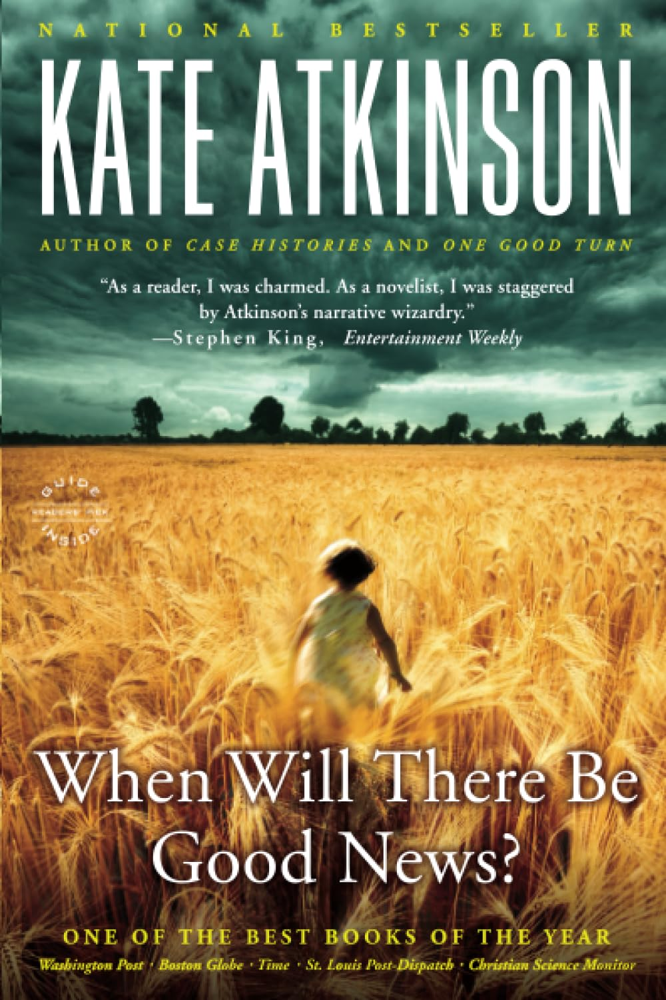 NATIONAL BESTSELLER
KATE ATKINSON
AUTHOR OF CASE HISTORIES AND ONE GOOD TURN
“As a reader, I was charmed. As a novelist, I was staggered
by Atkinson’s narrative wizardry.”
—Stephen King, Entertainment Weekly
GUIDE
READERS' PICK
INSIDE
When Will There Be
Good News?
ONE OF THE BEST BOOKS OF THE YEAR
Washington Post · Boston Globe · Time · St. Louis Post-Dispatch · Christian Science Monitor